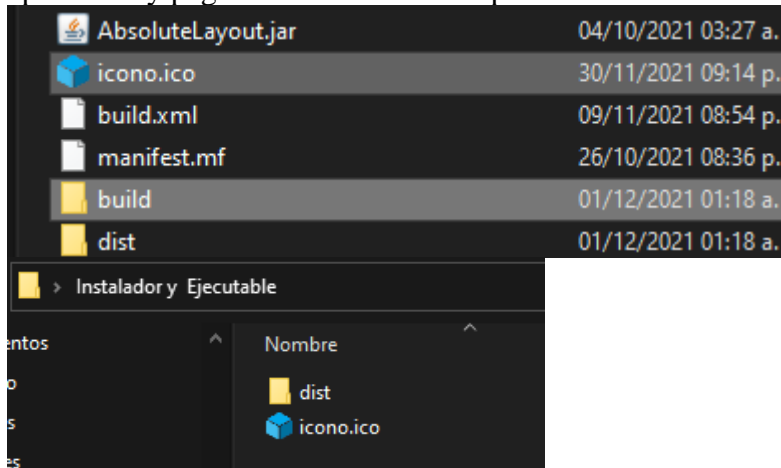 AbsoluteLayout.jar 04/10/2021 03:27 a.
icono.ico 30/11/2021 09:14 p.
build.xml 09/11/2021 08:54 p.
manifest.mf 26/10/2021 08:36 p.
build 01/12/2021 01:18 a.
dist 01/12/2021 01:18 a.
> Instalador y Ejecutable
entos Nombre
o dist
s icono.ico
es